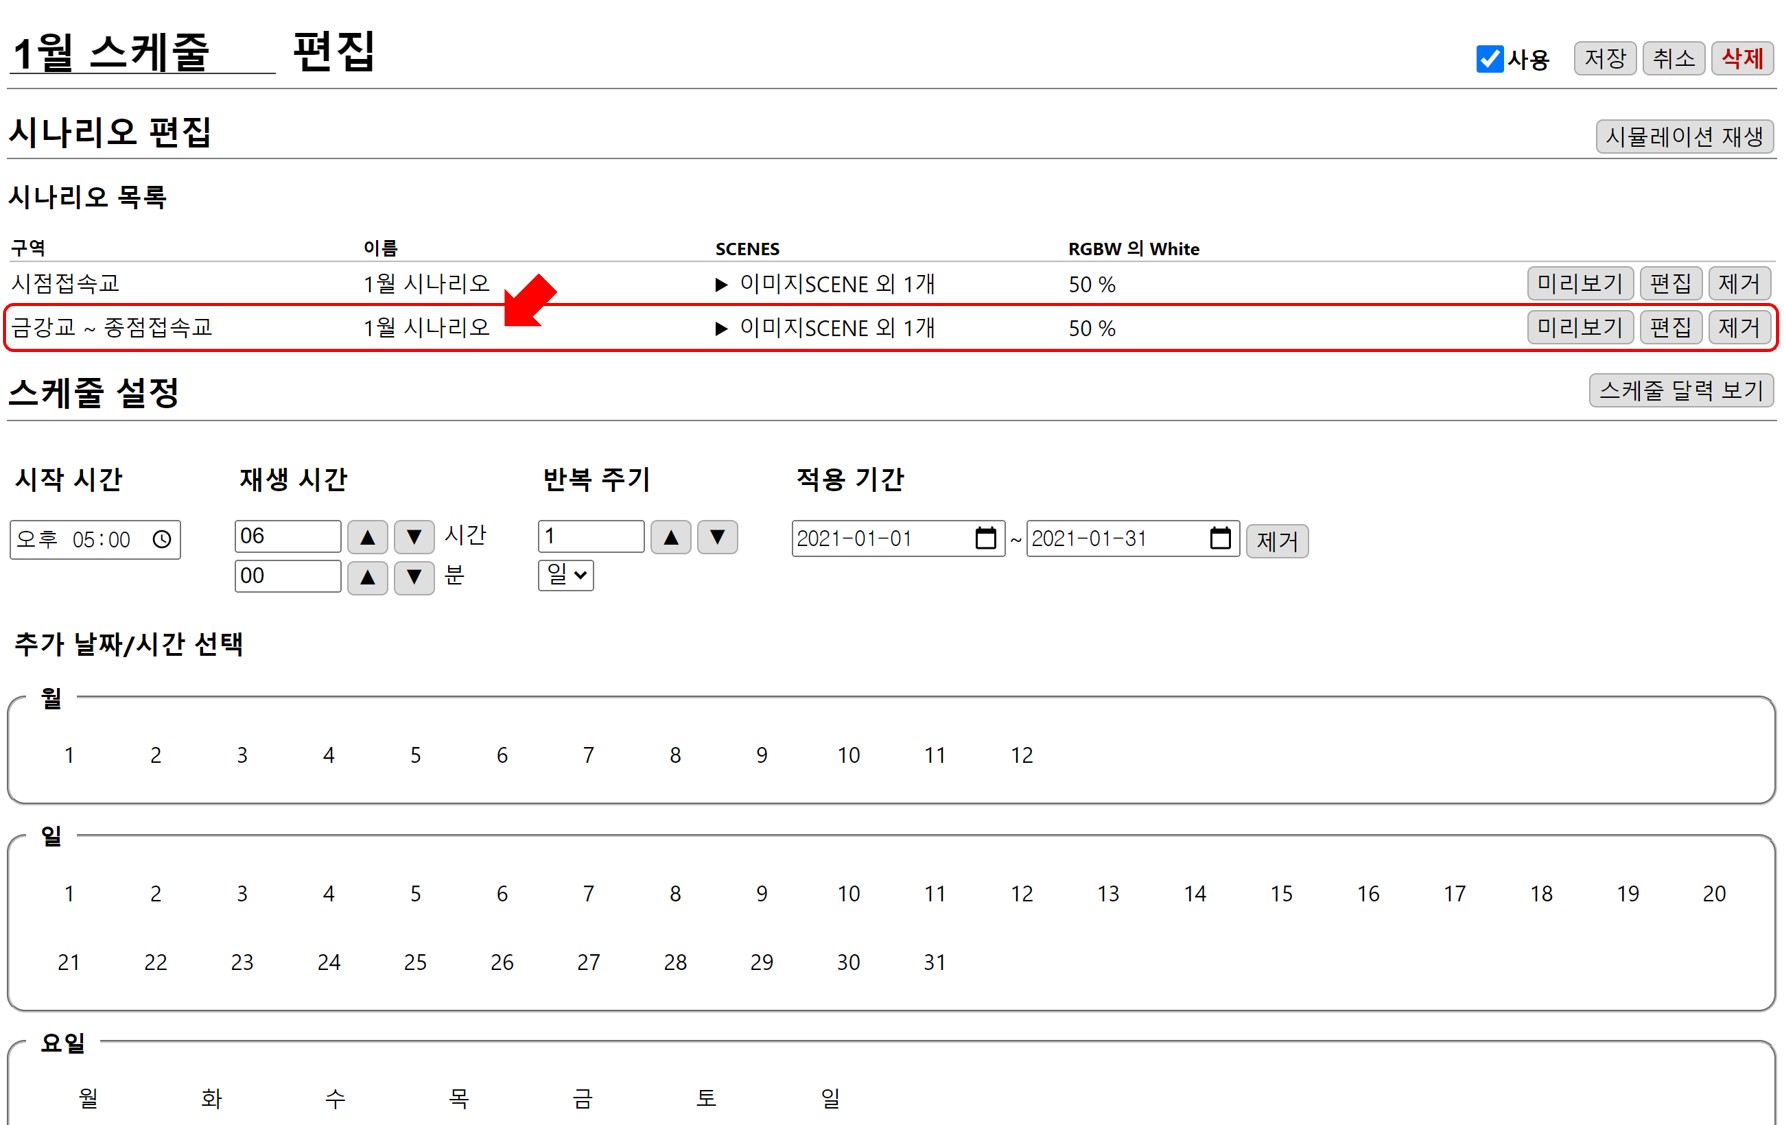 1월 스케줄 편집
사용 저장 취소 삭제
시나리오 편집 시뮬레이션 재생
시나리오 목록
구역 이름 SCENES RGBW 의 White
시점접속교 1월 시나리오 ▶ 이미지SCENE 외 1개 50 % 미리보기 편집 제거
금강교 ~ 종점접속교 1월 시나리오 ▶ 이미지SCENE 외 1개 50 % 미리보기 편집 제거
스케줄 설정 스케줄 달력 보기
시작 시간 재생 시간 반복 주기 적용 기간
오후 05:00 06 ▲ ▼ 시간 1 ▲ ▼ 2021-01-01 ~ 2021-01-31 제거
00 ▲ ▼ 분 일
추가 날짜/시간 선택
월
1 2 3 4 5 6 7 8 9 10 11 12
일
1 2 3 4 5 6 7 8 9 10 11 12 13 14 15 16 17 18 19 20
21 22 23 24 25 26 27 28 29 30 31
요일
월 화 수 목 금 토 일